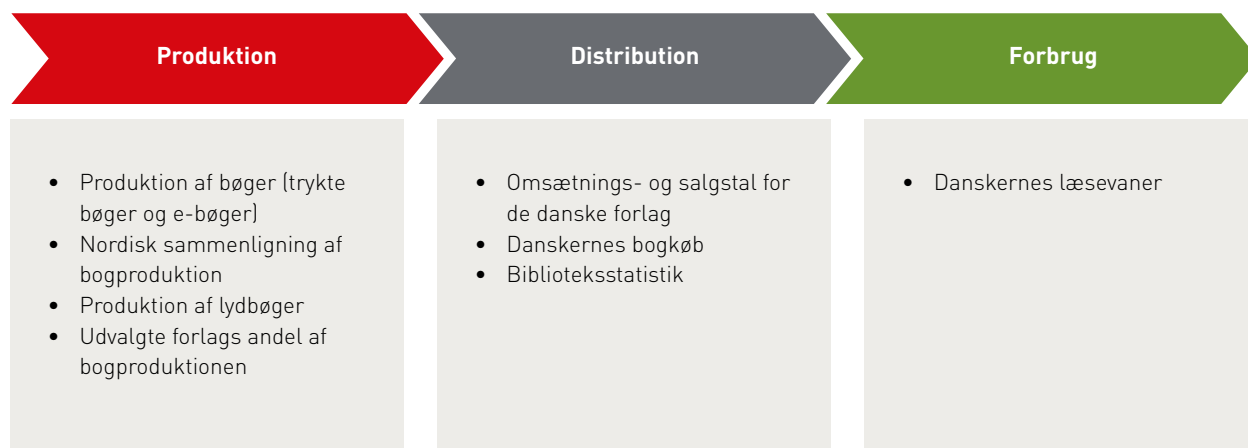 Produktion
Distribution
Forbrug
• Produktion af bøger (trykte
bøger og e-bøger)
• Nordisk sammenligning af
bogproduktion
• Produktion af lydbøger
• Udvalgte forlags andel af
bogproduktionen
• Omsætnings- og salgstal for
de danske forlag
• Danskernes bogkøb
• Biblioteksstatistik
• Danskernes læsevaner